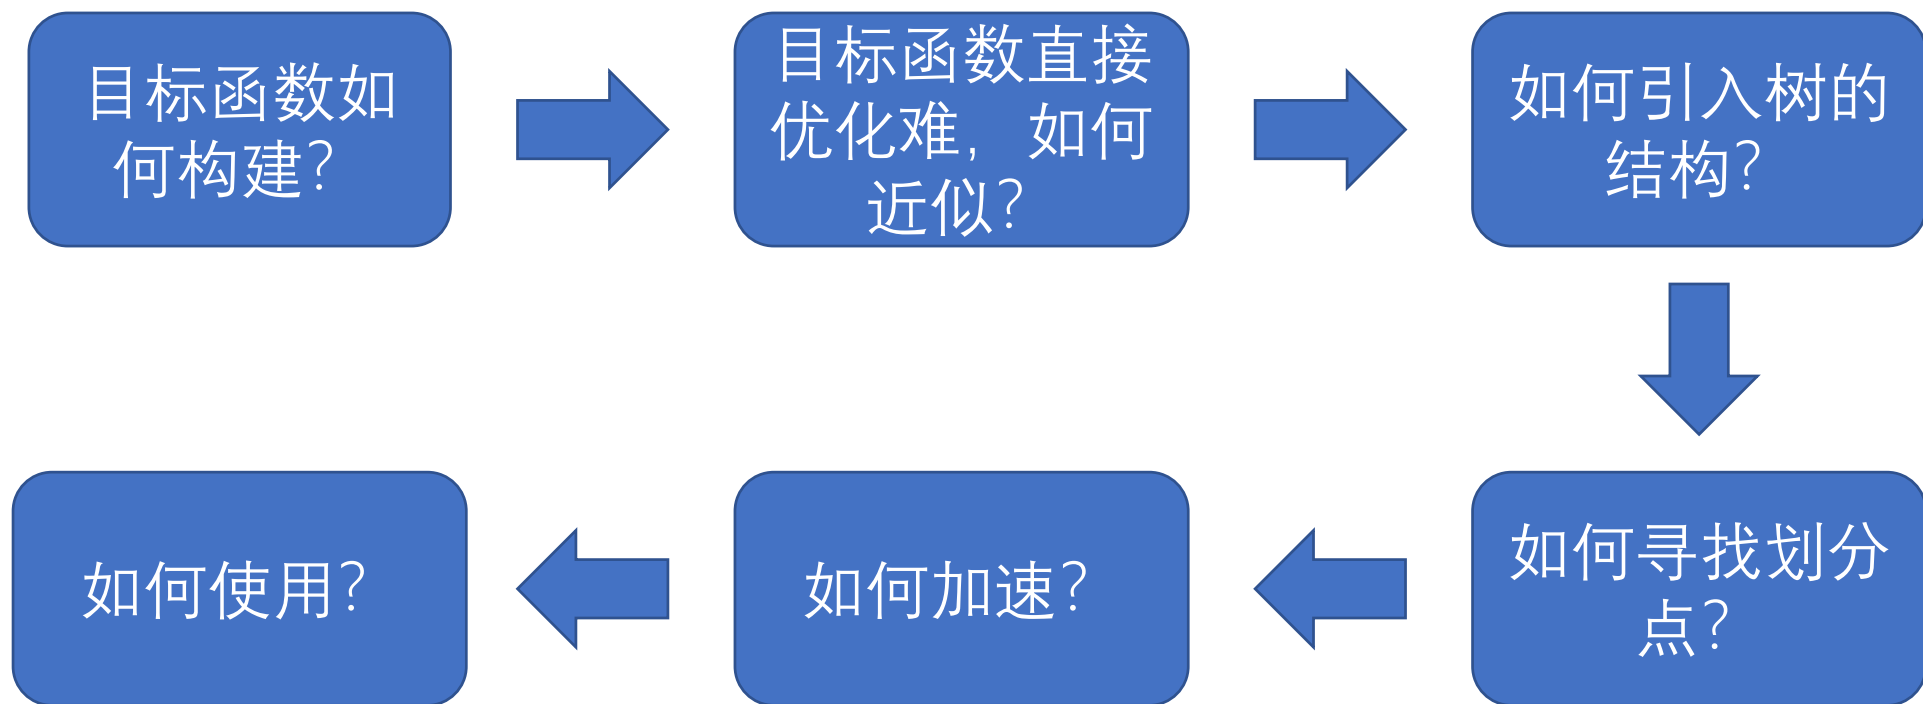 目标函数如
何构建?
目标函数直接
优化难，如何
近似?
如何引入树的
结构?
如何寻找划分
点?
如何加速?
如何使用?